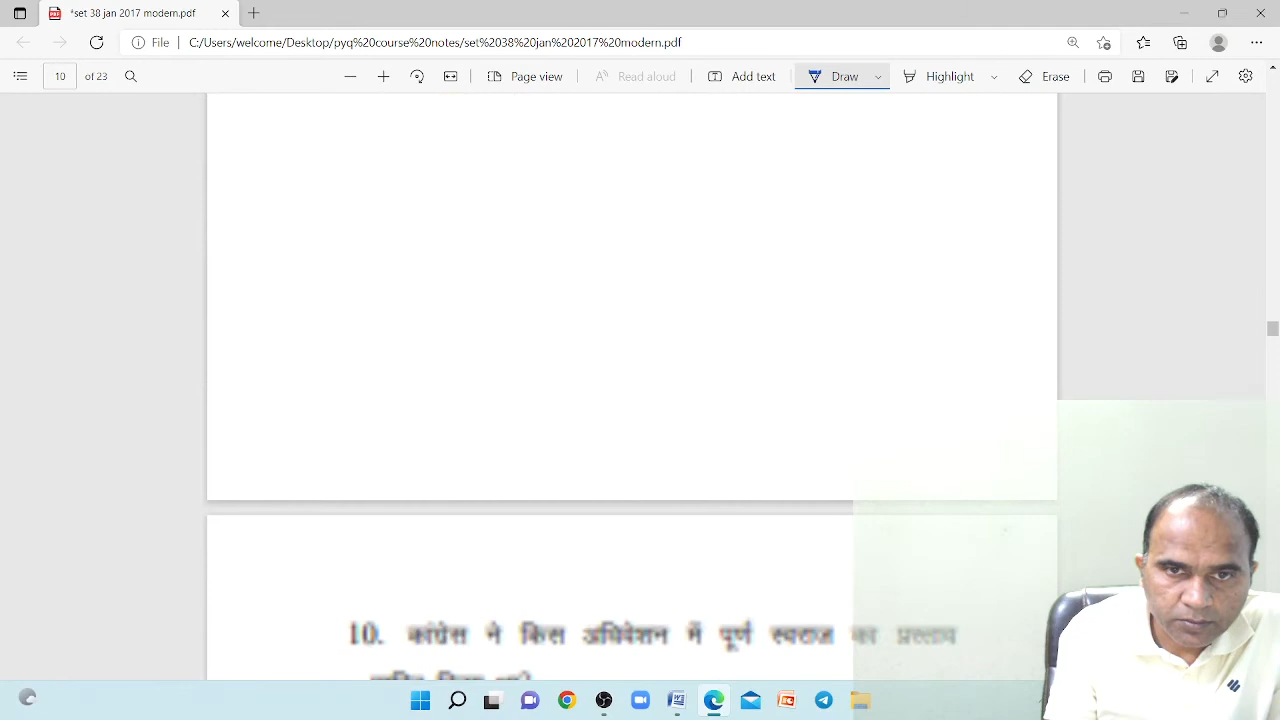 *set 38 jan 2017 modern.pdf
File C:/Users/welcome/Desktop/pyq%20course%20notes/set%2038%20jan%202017%20modern.pdf
10 of 23 Page view Read aloud Add text Draw Highlight Erase
10. कांग्रेस ने किस अधिवेशन में पूर्ण स्वराज का प्रस्ताव